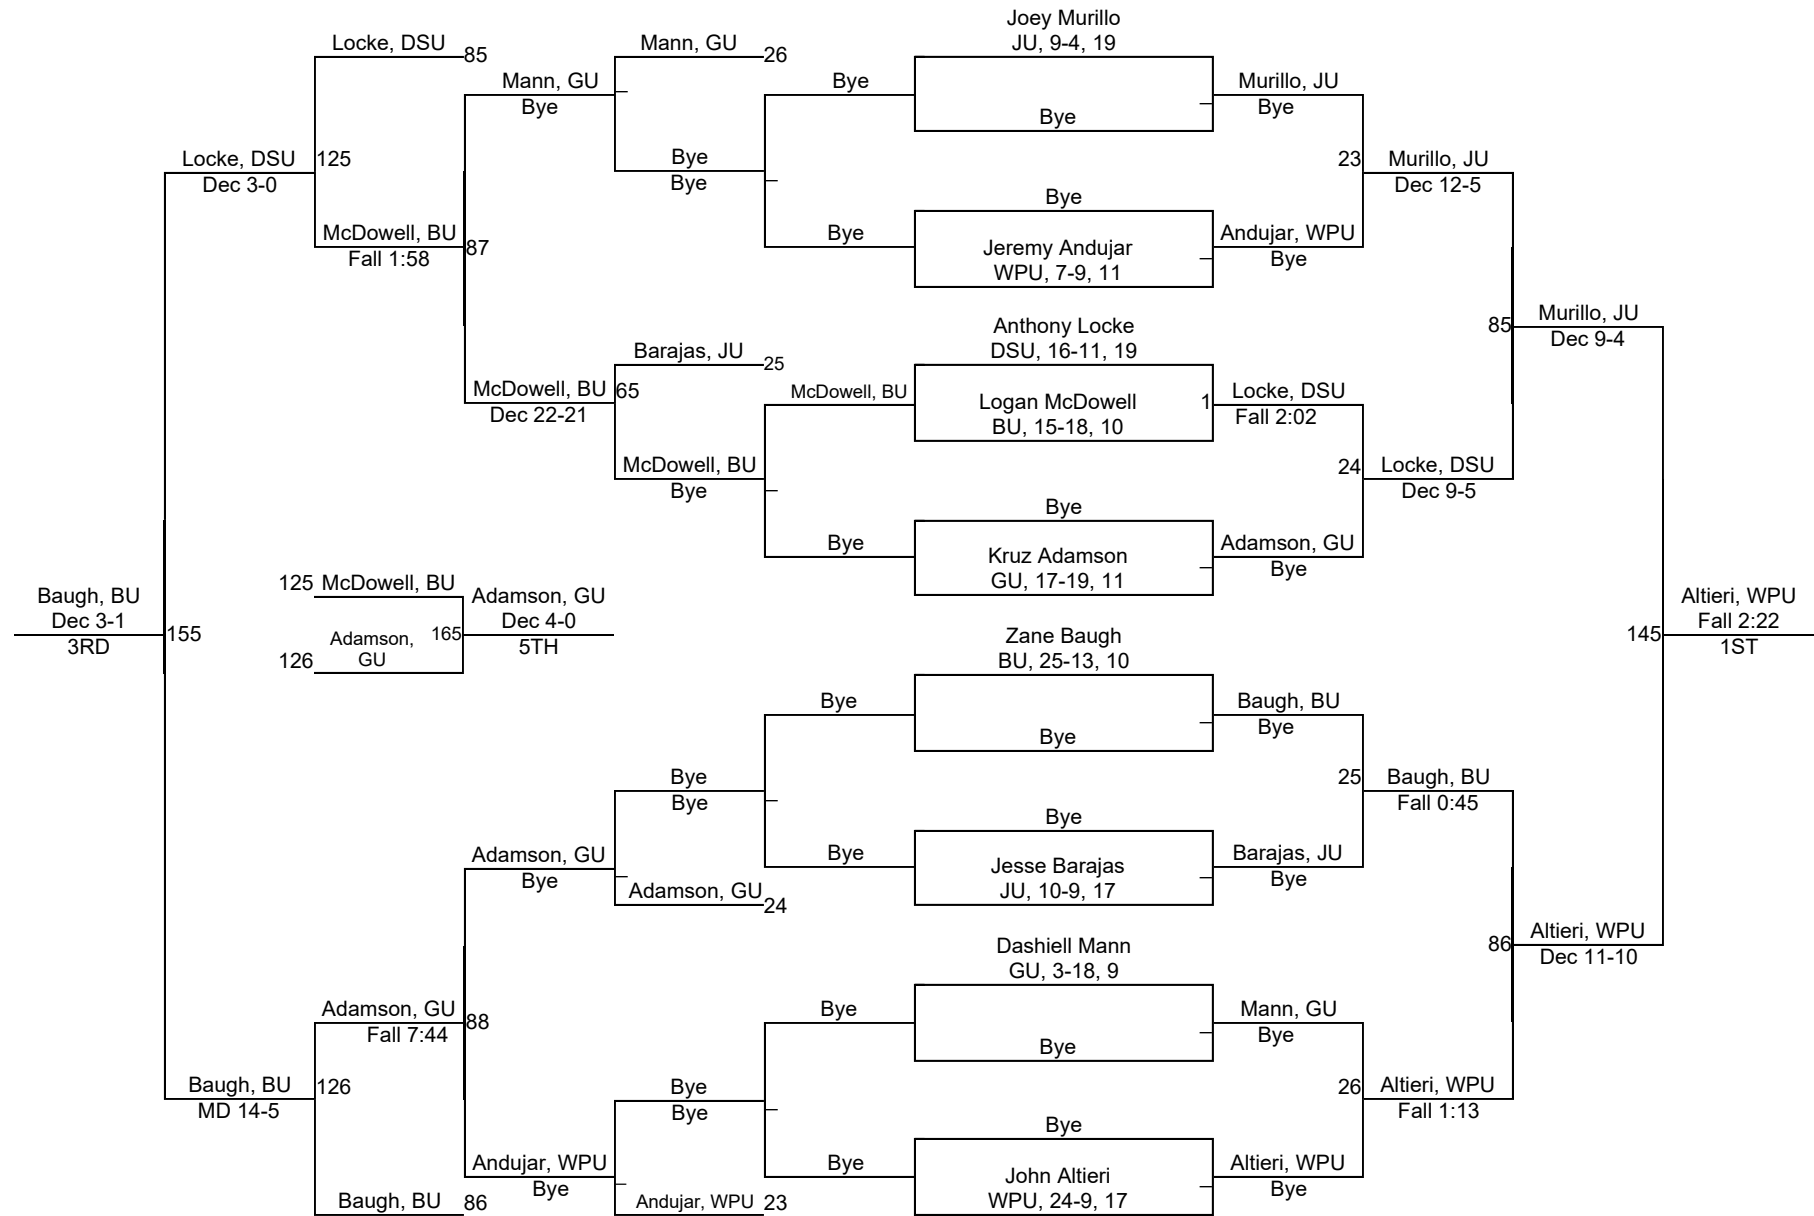 Joey Murillo
Locke, DSU
85
Mann, GU
26
JU, 9-4, 19
Mann, GU
Bye
Bye
Murillo, JU
Bye
Bye
Locke, DSU
Dec 3-0
125
Bye
Bye
23
Murillo, JU
Dec 12-5
Bye
McDowell, BU
Fall 1:58
87
Bye
Jeremy Andujar
WPU, 7-9, 11
Andujar, WPU
Bye
Anthony Locke
DSU, 16-11, 19
85
Murillo, JU
Dec 9-4
Barajas, JU
25
McDowell, BU
Dec 22-21
65
McDowell, BU
Logan McDowell
BU, 15-18, 10
1
Locke, DSU
Fall 2:02
McDowell, BU
Bye
24
Locke, DSU
Dec 9-5
Bye
Bye
Kruz Adamson
GU, 17-19, 11
Adamson, GU
Bye
Baugh, BU
Dec 3-1
3RD
155
125
McDowell, BU
Adamson,
GU
126
165
Adamson, GU
Dec 4-0
5TH
Zane Baugh
BU, 25-13, 10
145
Altieri, WPU
Fall 2:22
1ST
Bye
Bye
Baugh, BU
Bye
Bye
Bye
25
Baugh, BU
Fall 0:45
Bye
Adamson, GU
Bye
Bye
Jesse Barajas
JU, 10-9, 17
Barajas, JU
Bye
Adamson, GU
24
Dashiell Mann
GU, 3-18, 9
86
Altieri, WPU
Dec 11-10
Adamson, GU
Fall 7:44
88
Bye
Bye
Mann, GU
Bye
Baugh, BU
MD 14-5
126
Bye
Bye
26
Altieri, WPU
Fall 1:13
Bye
Andujar, WPU
Bye
Bye
John Altieri
WPU, 24-9, 17
Altieri, WPU
Bye
Baugh, BU
86
Andujar, WPU
23